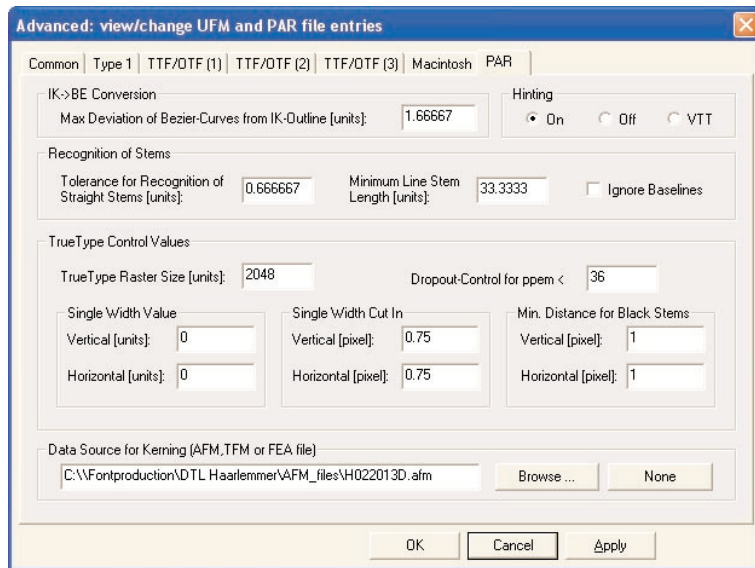 Advanced: view/change UFM and PAR file entries
Common Type 1 TTF/OTF (1) TTF/OTF (2) TTF/OTF (3) Macintosh PAR
IK->BE Conversion
Max Deviation of Bezier-Curves from IK-Outline [units]: 1.66667
Hinting
On Off VTT
Recognition of Stems
Tolerance for Recognition of
Straight Stems [units]:
0.666667
Minimum Line Stem
Length [units]:
33.3333
Ignore Baselines
TrueType Control Values
TrueType Raster Size [units]: 2048
Dropout-Control for ppem < 36
Single Width Value
Vertical [units]: 0
Horizontal [units]: 0
Single Width Cut In
Vertical [pixel]: 0.75
Horizontal [pixel]: 0.75
Min. Distance for Black Stems
Vertical [pixel]: 1
Horizontal [pixel]: 1
Data Source for Kerning (AFM,TFM or FEA file)
C:\\Fontproduction\DTL Haarlemmer\AFM_files\H022013D.afm
Browse ... None
OK Cancel Apply